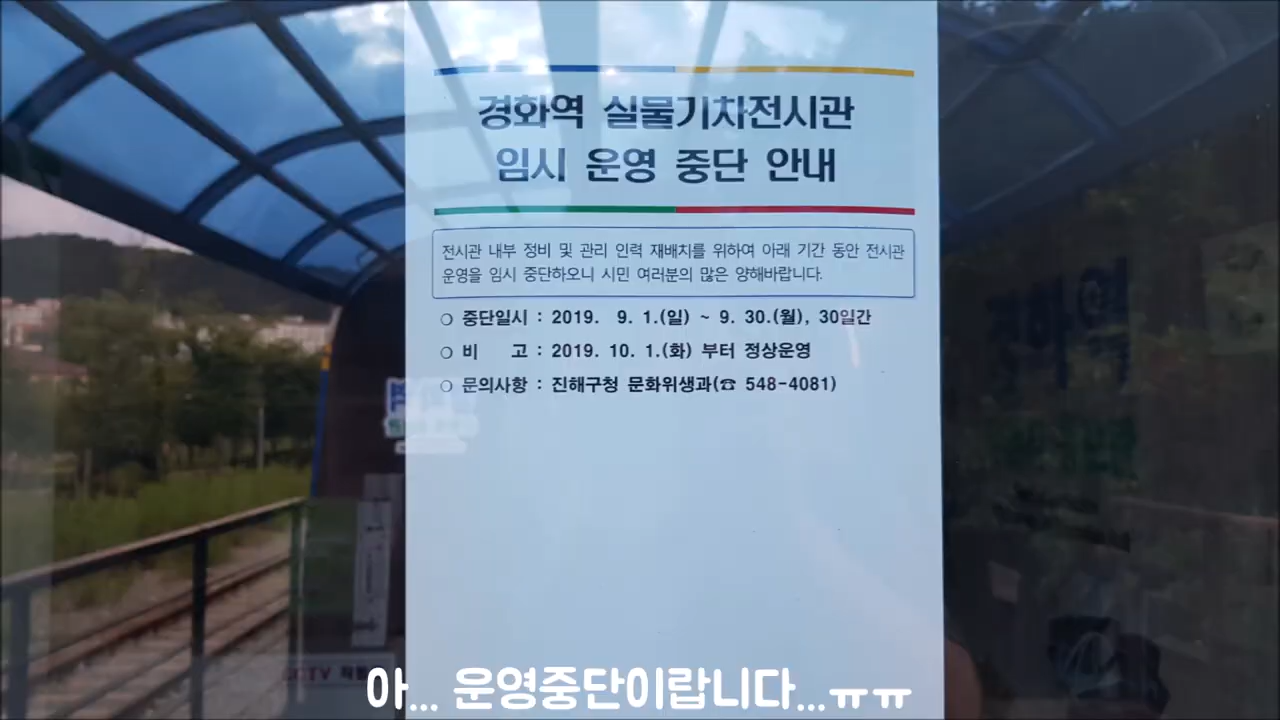 경화역 실물기차전시관
임시 운영 중단 안내
전시관 내부 정비 및 관리 인력 재배치를 위하여 아래 기간 동안 전시관
운영을 임시 중단하오니 시민 여러분의 많은 양해바랍니다.
❍ 중단일시 : 2019. 9. 1.(일) ~ 9. 30.(월), 30일간
❍ 비 고 : 2019. 10. 1.(화) 부터 정상운영
❍ 문의사항 : 진해구청 문화위생과(☎ 548-4081)
CCTV
아... 운영중단이랍니다...ㅠㅠ